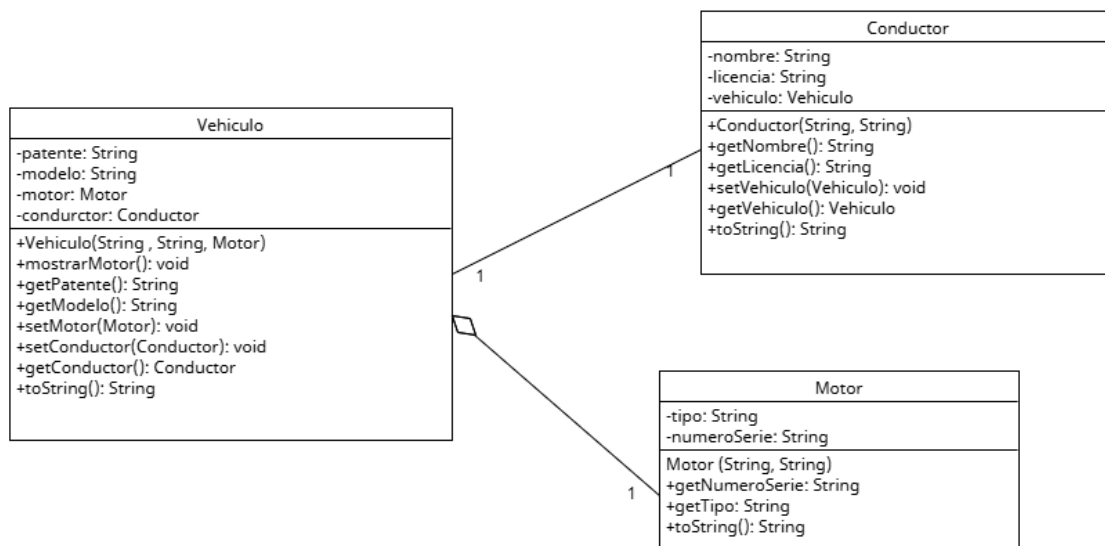 Conductor
-nombre: String
-licencia: String
-vehiculo: Vehiculo
+Conductor(String, String)
+getNombre(): String
+getLicencia(): String
+setVehiculo(Vehiculo): void
+getVehiculo(): Vehiculo
+toString(): String
Vehiculo
-patente: String
-modelo: String
-motor: Motor
-condurctor: Conductor
+Vehiculo(String , String, Motor)
+mostrarMotor(): void
+getPatente(): String
+getModelo(): String
+setMotor(Motor): void
+setConductor(Conductor): void
+getConductor(): Conductor
+toString(): String
1
1
Motor
-tipo: String
-numeroSerie: String
Motor (String, String)
+getNumeroSerie: String
+getTipo: String
+toString(): String
1